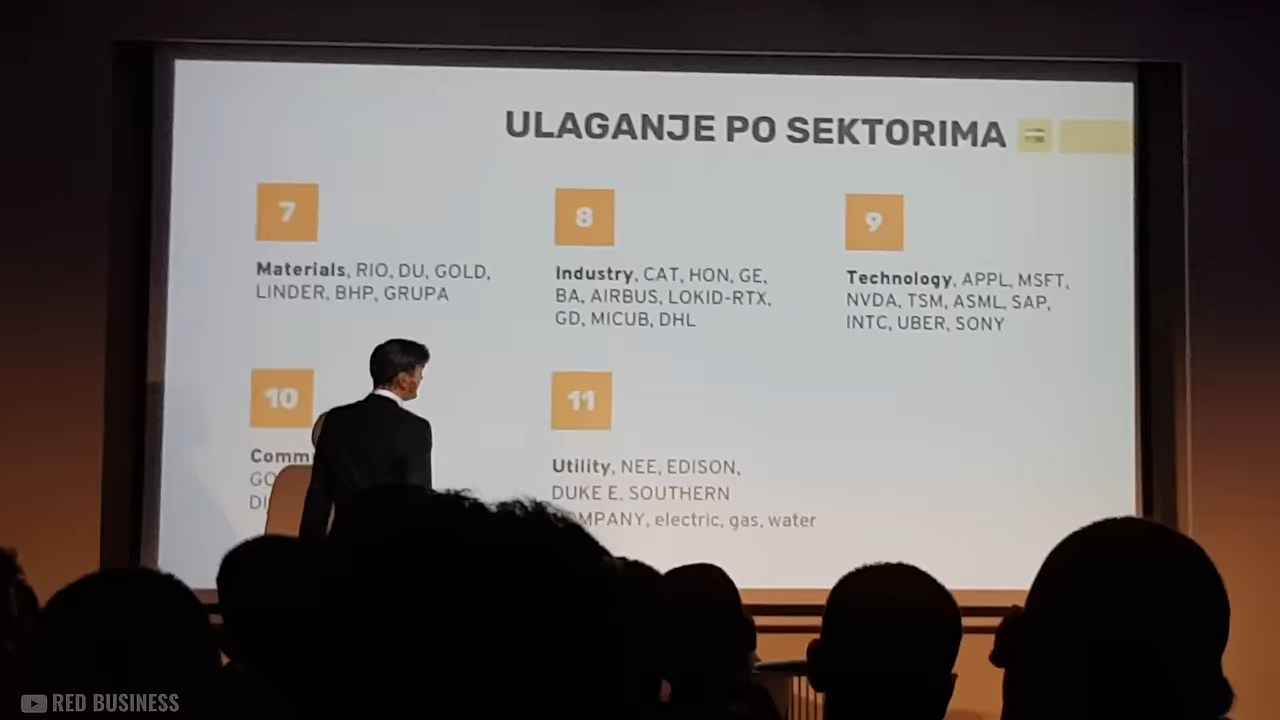 ULAGANJE PO SEKTORIMA
7
Materials, RIO, DU, GOLD,
LINDER, BHP, GRUPA
8
Industry, CAT, HON, GE,
BA, AIRBUS, LOKID-RTX,
GD, MICUB, DHL
9
Technology, APPL, MSFT,
NVDA, TSM, ASML, SAP,
INTC, UBER, SONY
10
11
Utility, NEE, EDISON,
DUKE E, SOUTHERN
electric, gas, water
RED BUSINESS